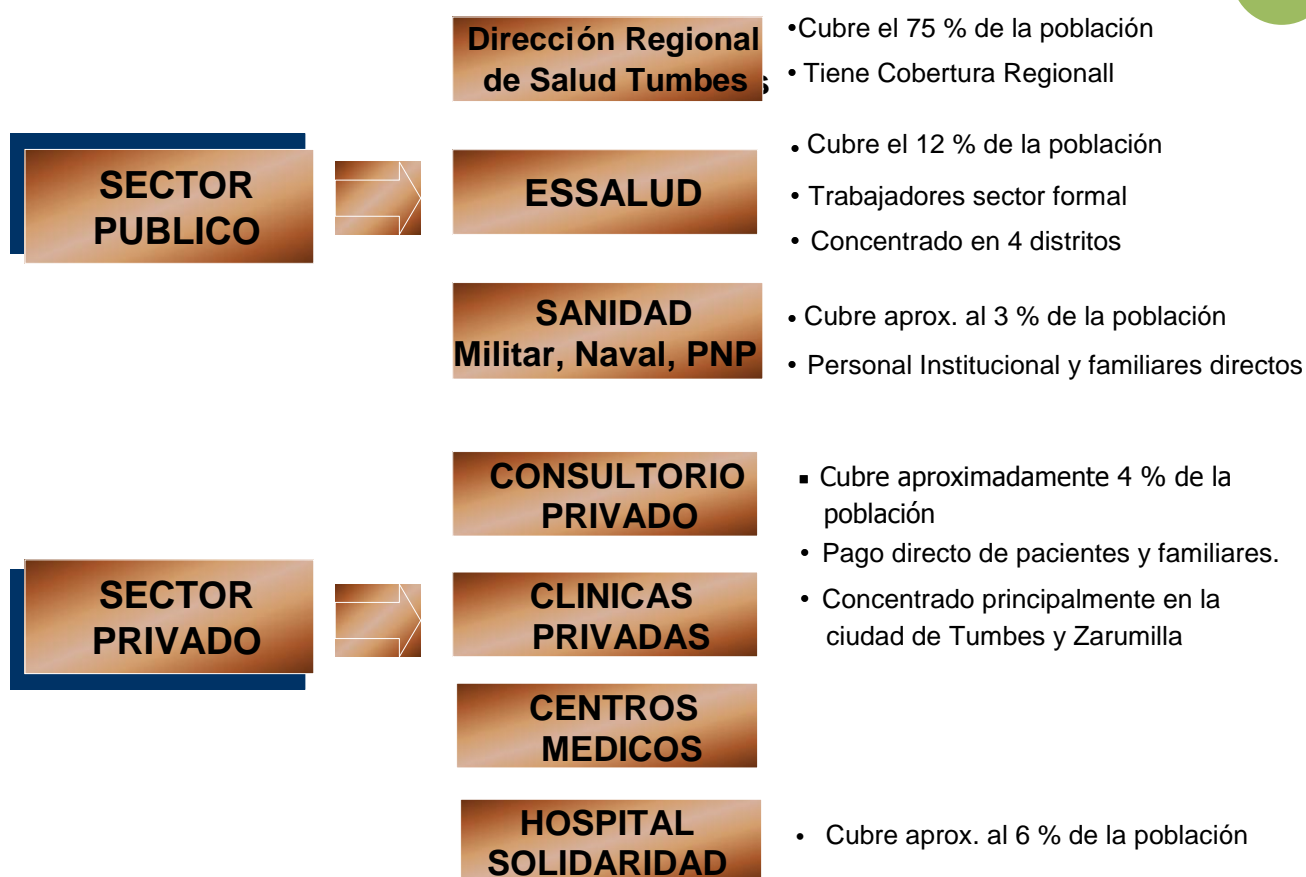 Dirección Regional
de Salud Tumbes
•Cubre el 75 % de la población
• Tiene Cobertura Regionall
SECTOR
PUBLICO
ESSALUD
• Cubre el 12 % de la población
• Trabajadores sector formal
• Concentrado en 4 distritos
SANIDAD
Militar, Naval, PNP
• Cubre aprox. al 3 % de la población
• Personal Institucional y familiares directos
SECTOR
PRIVADO
CONSULTORIO
PRIVADO
▪ Cubre aproximadamente 4 % de la
población
• Pago directo de pacientes y familiares.
• Concentrado principalmente en la
ciudad de Tumbes y Zarumilla
CLINICAS
PRIVADAS
CENTROS
MEDICOS
HOSPITAL
SOLIDARIDAD
• Cubre aprox. al 6 % de la población